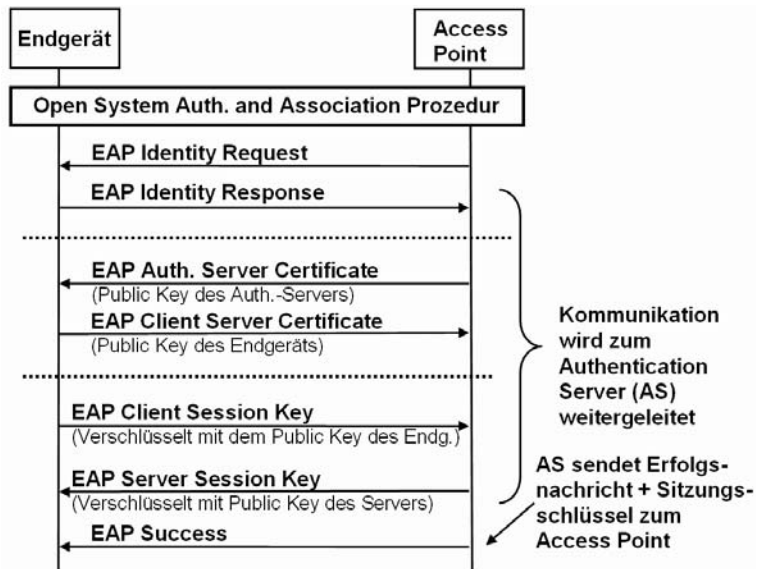 Endgerät
Access
Point
Open System Auth. and Association Prozedur
EAP Identity Request
EAP Identity Response
EAP Auth. Server Certificate
(Public Key des Auth.-Servers)
EAP Client Server Certificate
(Public Key des Endgeräts)
EAP Client Session Key
(Verschlüsselt mit dem Public Key des Endg.)
EAP Server Session Key
(Verschlüsselt mit Public Key des Servers)
EAP Success
Kommunikation
wird zum
Authentication
Server (AS)
weitergeleitet
AS sendet Erfolgs-
nachricht + Sitzungs-
schlüssel zum
Access Point